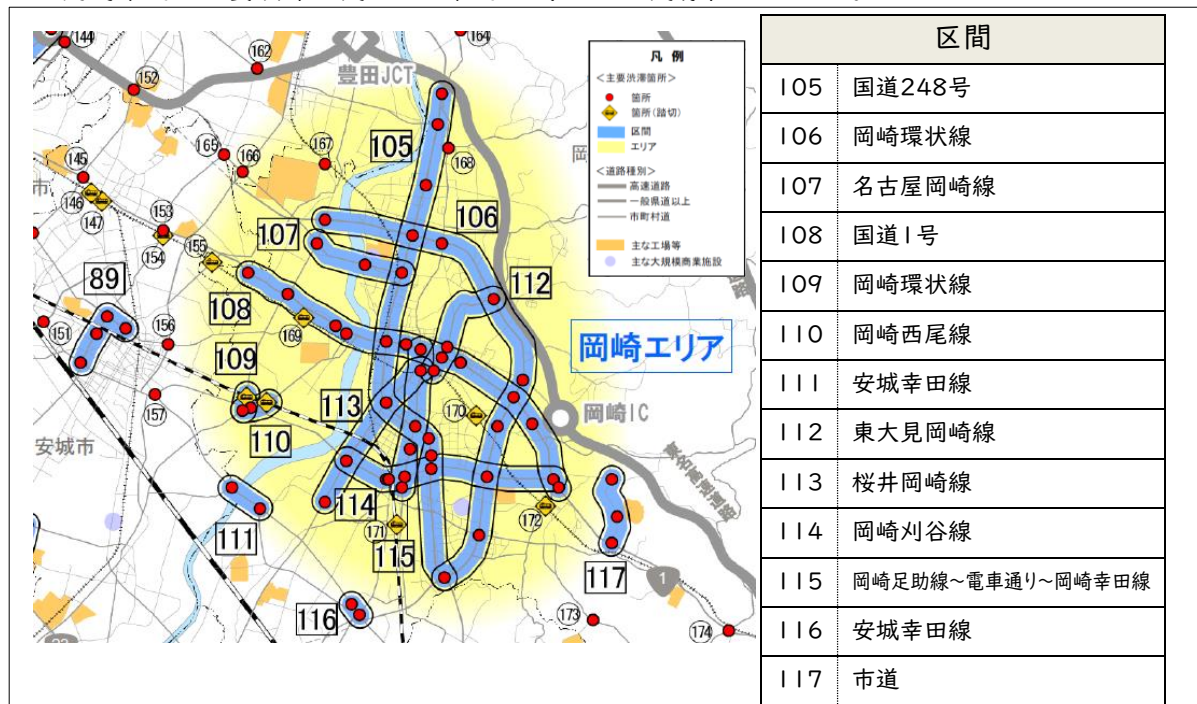 144
152
162
164
豊田JCT
凡 例
<主要渋滞箇所>
箇所
箇所(踏切)
区間
エリア
<道路種別>
高速道路
一般県道以上
市町村道
主な工場等
主な大規模商業施設
105
165
166
167
168
岡
145
市
146
147
153
154
155
106
107
112
89
108
岡崎エリア
151
156
169
109
157
113
170
岡崎IC
110
安城市
東名高速道路
114
172
111
171
115
117
1
116
173
174
23
区間
105 国道248号
106 岡崎環状線
107 名古屋岡崎線
108 国道1号
109 岡崎環状線
110 岡崎西尾線
111 安城幸田線
112 東大見岡崎線
113 桜井岡崎線
114 岡崎刈谷線
115 岡崎足助線~電車通り~岡崎幸田線
116 安城幸田線
117 市道